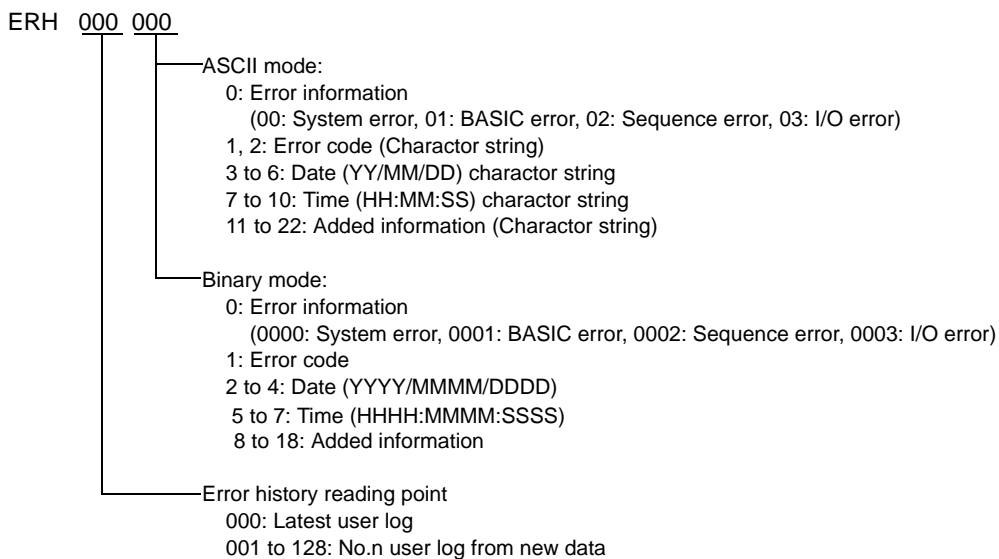 ERH 000 000
ASCII mode:
0: Error information
(00: System error, 01: BASIC error, 02: Sequence error, 03: I/O error)
1, 2: Error code (Charactor string)
3 to 6: Date (YY/MM/DD) charactor string
7 to 10: Time (HH:MM:SS) charactor string
11 to 22: Added information (Charactor string)
Binary mode:
0: Error information
(0000: System error, 0001: BASIC error, 0002: Sequence error, 0003: I/O error)
1: Error code
2 to 4: Date (YYYY/MMMM/DDDD)
5 to 7: Time (HHHH:MMMM:SSSS)
8 to 18: Added information
Error history reading point
000: Latest user log
001 to 128: No.n user log from new data